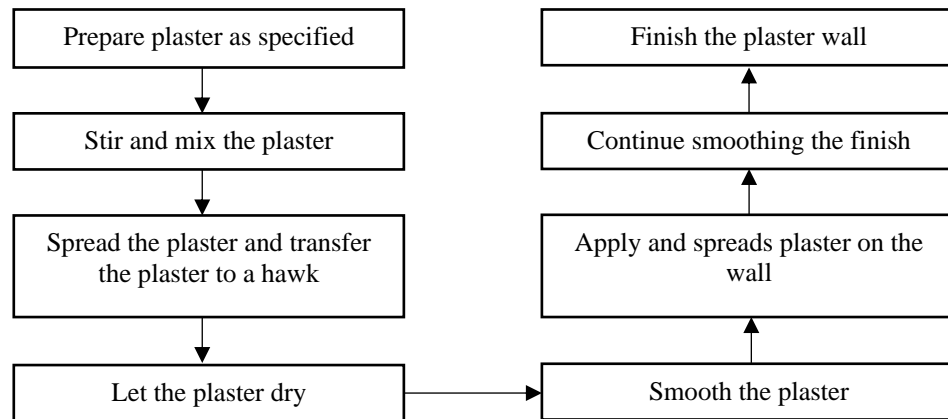 Prepare plaster as specified
Stir and mix the plaster
Spread the plaster and transfer
the plaster to a hawk
Let the plaster dry
Smooth the plaster
Apply and spreads plaster on the
wall
Continue smoothing the finish
Finish the plaster wall